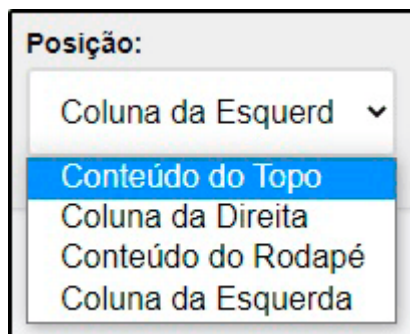 Posição:
Coluna da Esquerd
Conteúdo do Topo
Coluna da Direita
Conteúdo do Rodapé
Coluna da Esquerda